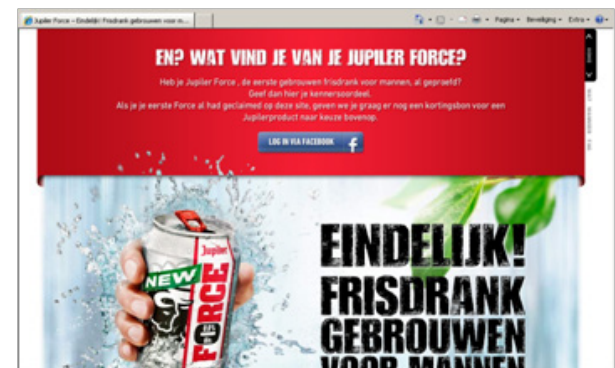 Jupiler Force – Eindelijk! Frisdrank gebrouwen voor m...
Pagina
Beveiliging
Extra
EN? WAT VIND JE VAN JE JUPILER FORCE?
Heb je Jupiler Force , de eerste gebrouwen frisdrank voor mannen, al geproefd?
Geef dan hier je kennersoordeel.
Als je je eerste Force al had geclaimed op deze site, geven we je graag er nog een kortingsbon voor een
Jupilerproduct naar keuze bovenop.
LOG IN VIA FACEBOOK
f
HOME
Jupiler
NEW
FORCE
EINDELIJK!
FRISDRANK
GEBROUWEN
VOOR MANNEN